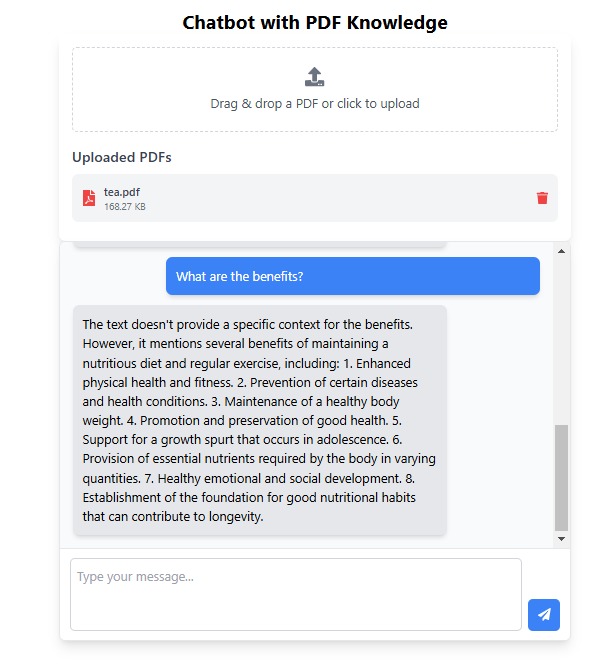 Chatbot with PDF Knowledge
Drag & drop a PDF or click to upload
Uploaded PDFs
tea.pdf
168.27 KB
What are the benefits?
The text doesn't provide a specific context for the benefits.
However, it mentions several benefits of maintaining a
nutritious diet and regular exercise, including: 1. Enhanced
physical health and fitness. 2. Prevention of certain diseases
and health conditions. 3. Maintenance of a healthy body
weight. 4. Promotion and preservation of good health. 5.
Support for a growth spurt that occurs in adolescence. 6.
Provision of essential nutrients required by the body in varying
quantities. 7. Healthy emotional and social development. 8.
Establishment of the foundation for good nutritional habits
that can contribute to longevity.
Type your message...